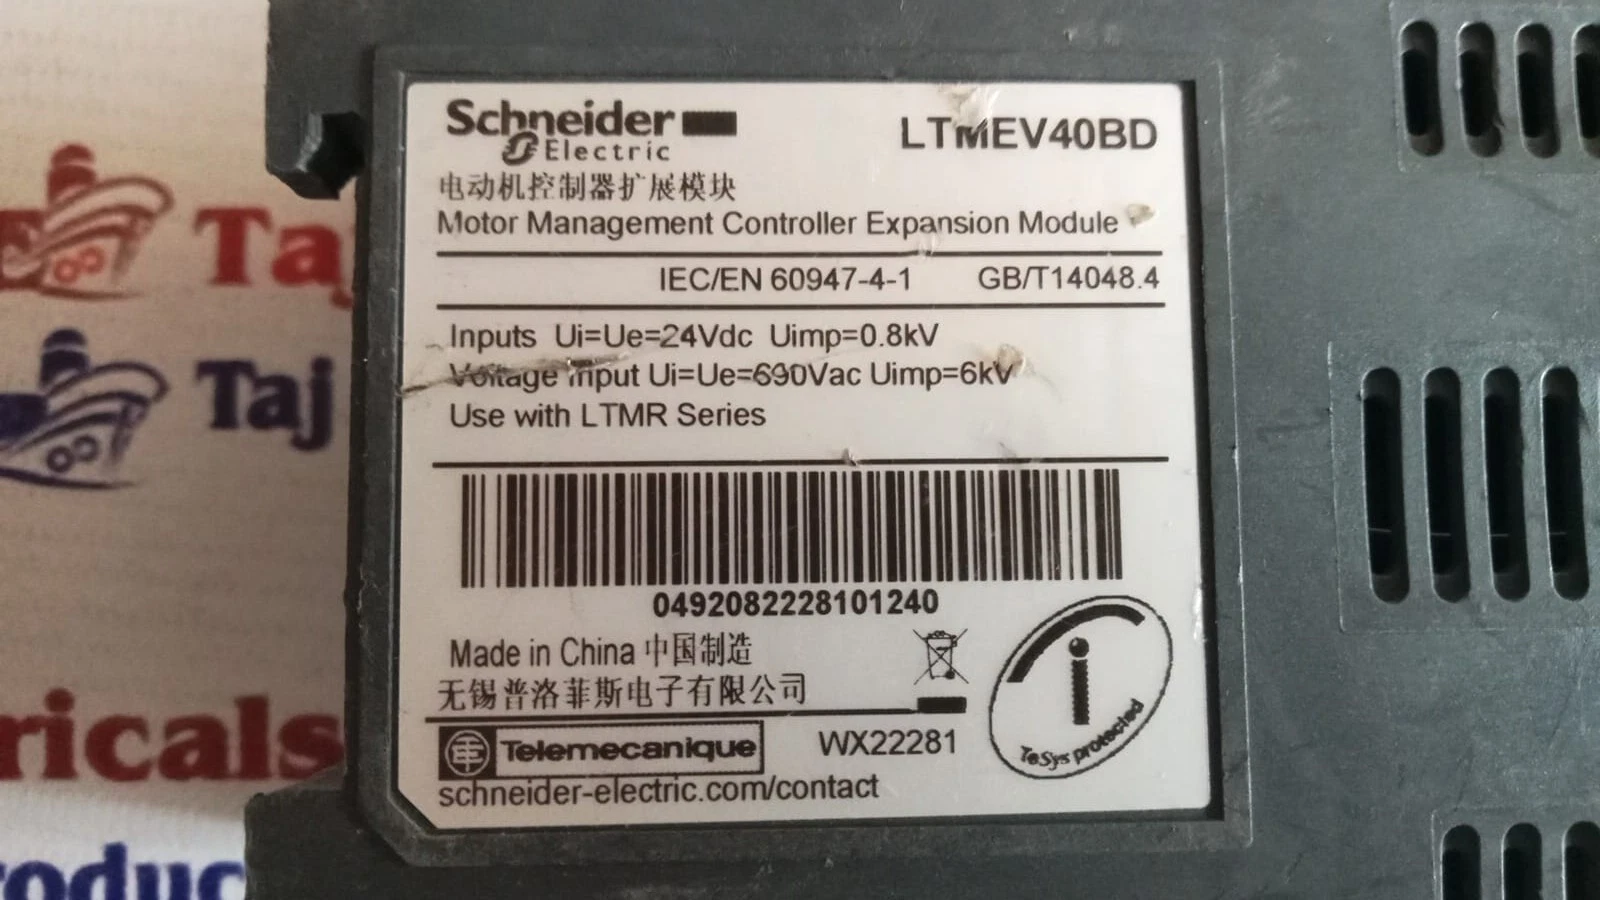 Schneider
Electric
LTMEV40BD
电动机控制器扩展模块
Motor Management Controller Expansion Module
IEC/EN 60947-4-1 GB/T14048.4
Inputs Ui=Ue=24Vdc Uimp=0.8kV
Voltage Input Ui=Ue=690Vac Uimp=6kV
Use with LTMR Series
0492082228101240
Made in China 中国制造
无锡普洛菲斯电子有限公司
Telemecanique WX22281
schneider-electric.com/contact
i
TeSys protected
Taj
Taj
ricals
roduc